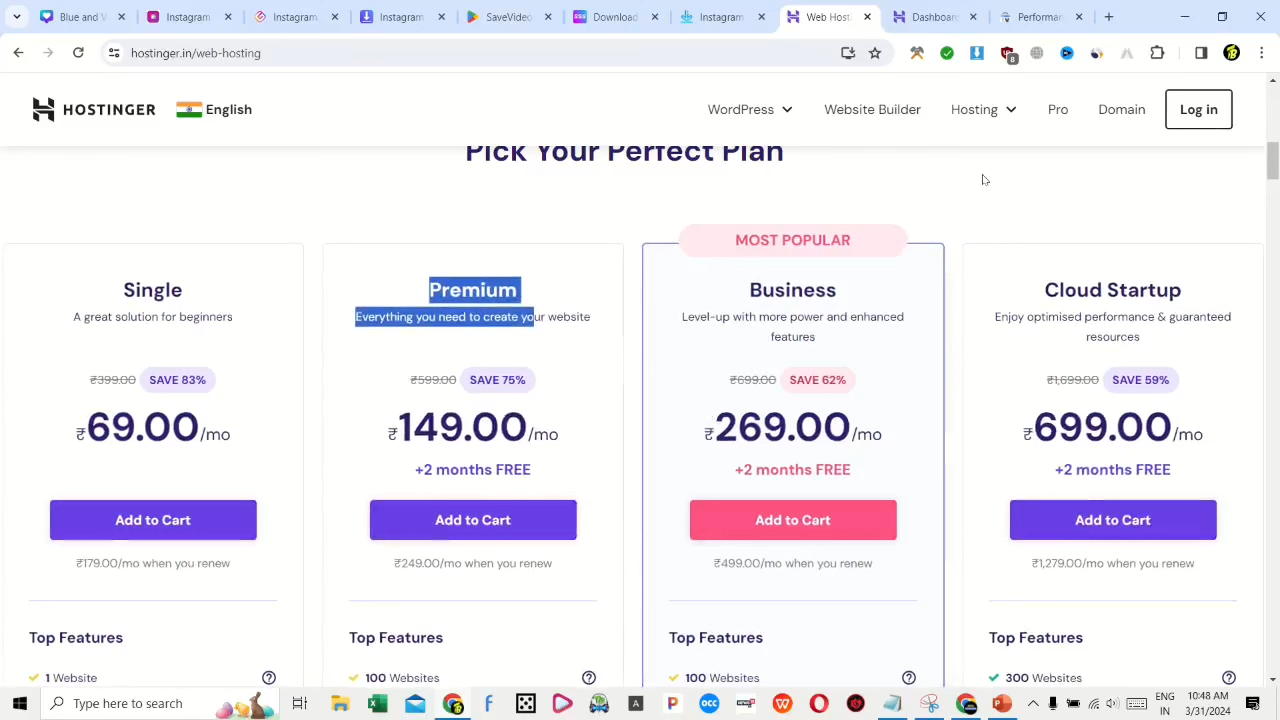 Blue and
Instagram
Instagram
Instagram
SaveVideo
Download
Instagram
Web Host
Dashboard
Performa
hostinger.in/web-hosting
8
HOSTINGER
English
WordPress
Website Builder
Hosting
Pro
Domain
Log in
Pick Your Perfect Plan
MOST POPULAR
Single
A great solution for beginners
₹399.00 SAVE 83%
₹69.00/mo
Add to Cart
₹179.00/mo when you renew
Top Features
1 Website
Premium
Everything you need to create your website
₹599.00 SAVE 75%
₹149.00/mo
+2 months FREE
Add to Cart
₹249.00/mo when you renew
Top Features
100 Websites
Business
Level-up with more power and enhanced
features
₹699.00 SAVE 62%
₹269.00/mo
+2 months FREE
Add to Cart
₹499.00/mo when you renew
Top Features
100 Websites
Cloud Startup
Enjoy optimised performance & guaranteed
resources
₹1,699.00 SAVE 59%
₹699.00/mo
+2 months FREE
Add to Cart
₹1,279.00/mo when you renew
Top Features
300 Websites
Type here to search
ENG
IN
10:48 AM
3/31/2024